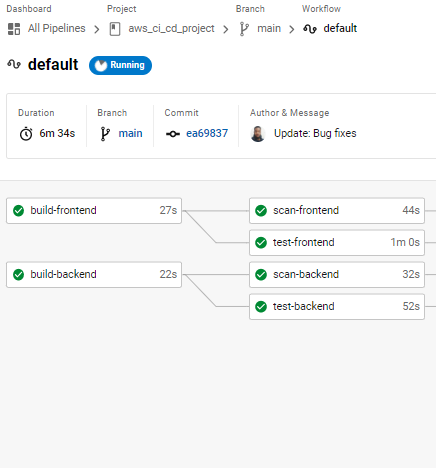 Dashboard Project Branch Workflow
All Pipelines aws_ci_cd_project main default
default Running
Duration Branch Commit Author & Message
6m 34s main ea69837 Update: Bug fixes
build-frontend 27s scan-frontend 44s
test-frontend 1m 0s
build-backend 22s scan-backend 32s
test-backend 52s